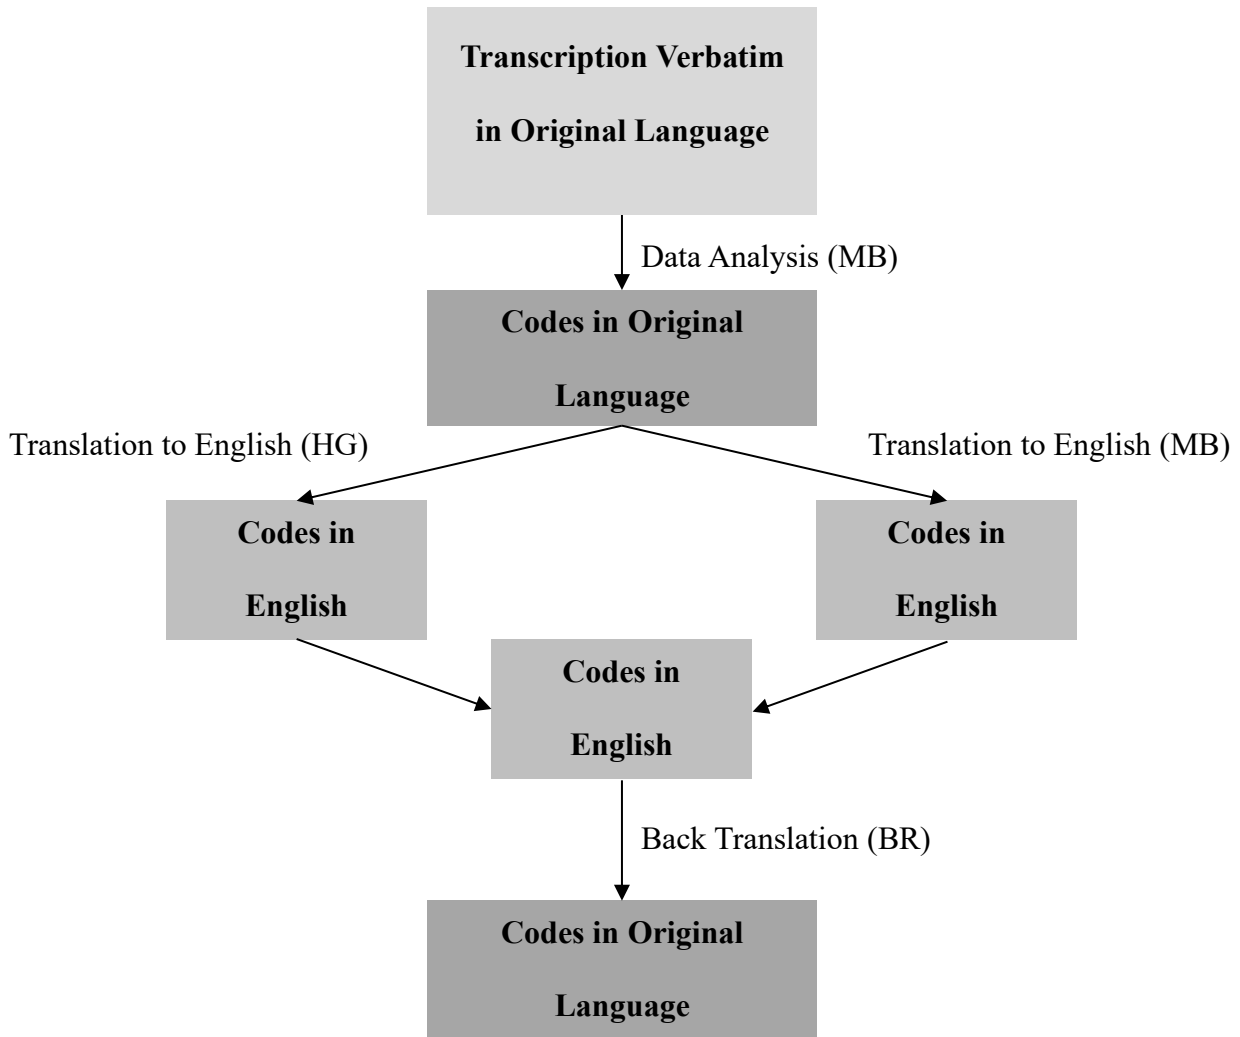 Transcription Verbatim
in Original Language
Data Analysis (MB)
Codes in Original
Language
Translation to English (HG)
Translation to English (MB)
Codes in
English
Codes in
English
Codes in
English
Back Translation (BR)
Codes in Original
Language